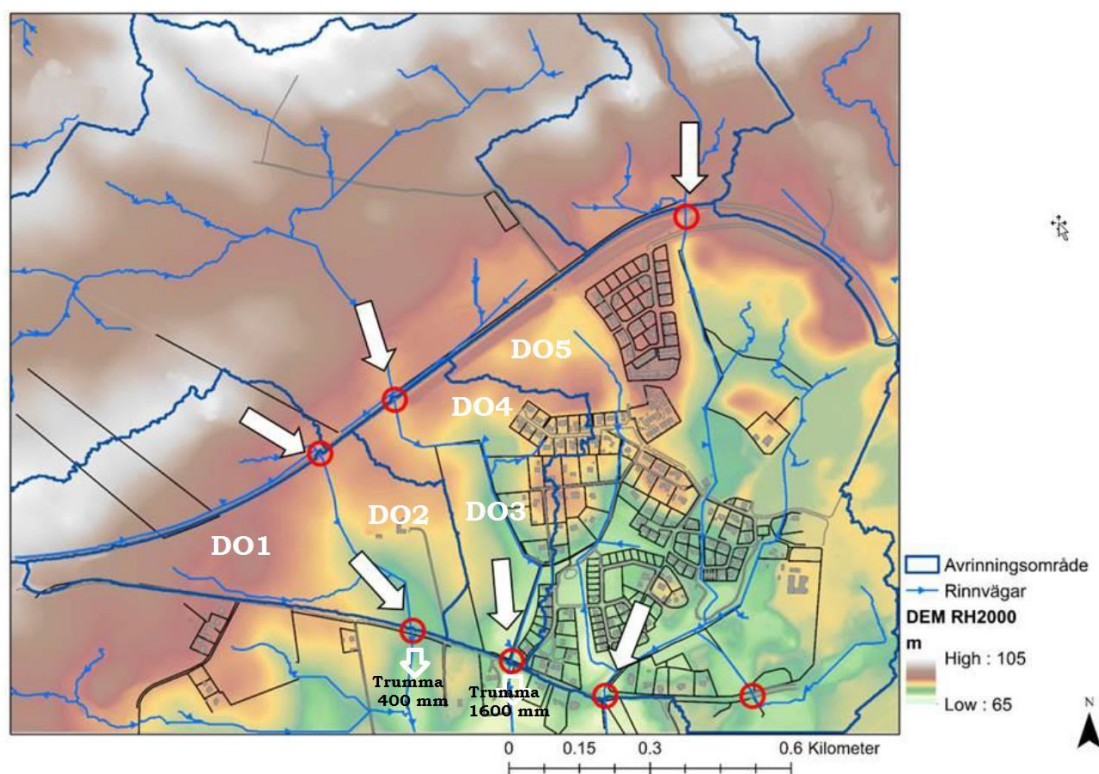 DO5
DO4
DO3
DO2
DO1
Trumma
400 mm
Trumma
1600 mm
Avrinningsområde
Rinnvägar
DEM RH2000
m
High : 105
Low : 65
N
0 0.15 0.3 0.6 Kilometer